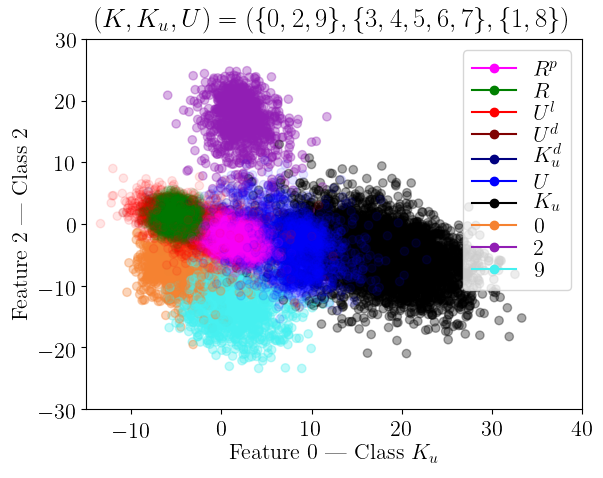 (K, K_u, U) = ({0, 2, 9}, {3, 4, 5, 6, 7}, {1, 8})
30
20
10
0
−10
−20
−30
Feature 2 — Class 2
R^p
R
U^l
U^d
K_u^d
U
K_u
0
2
9
−10
0
10
20
30
40
Feature 0 — Class K_u